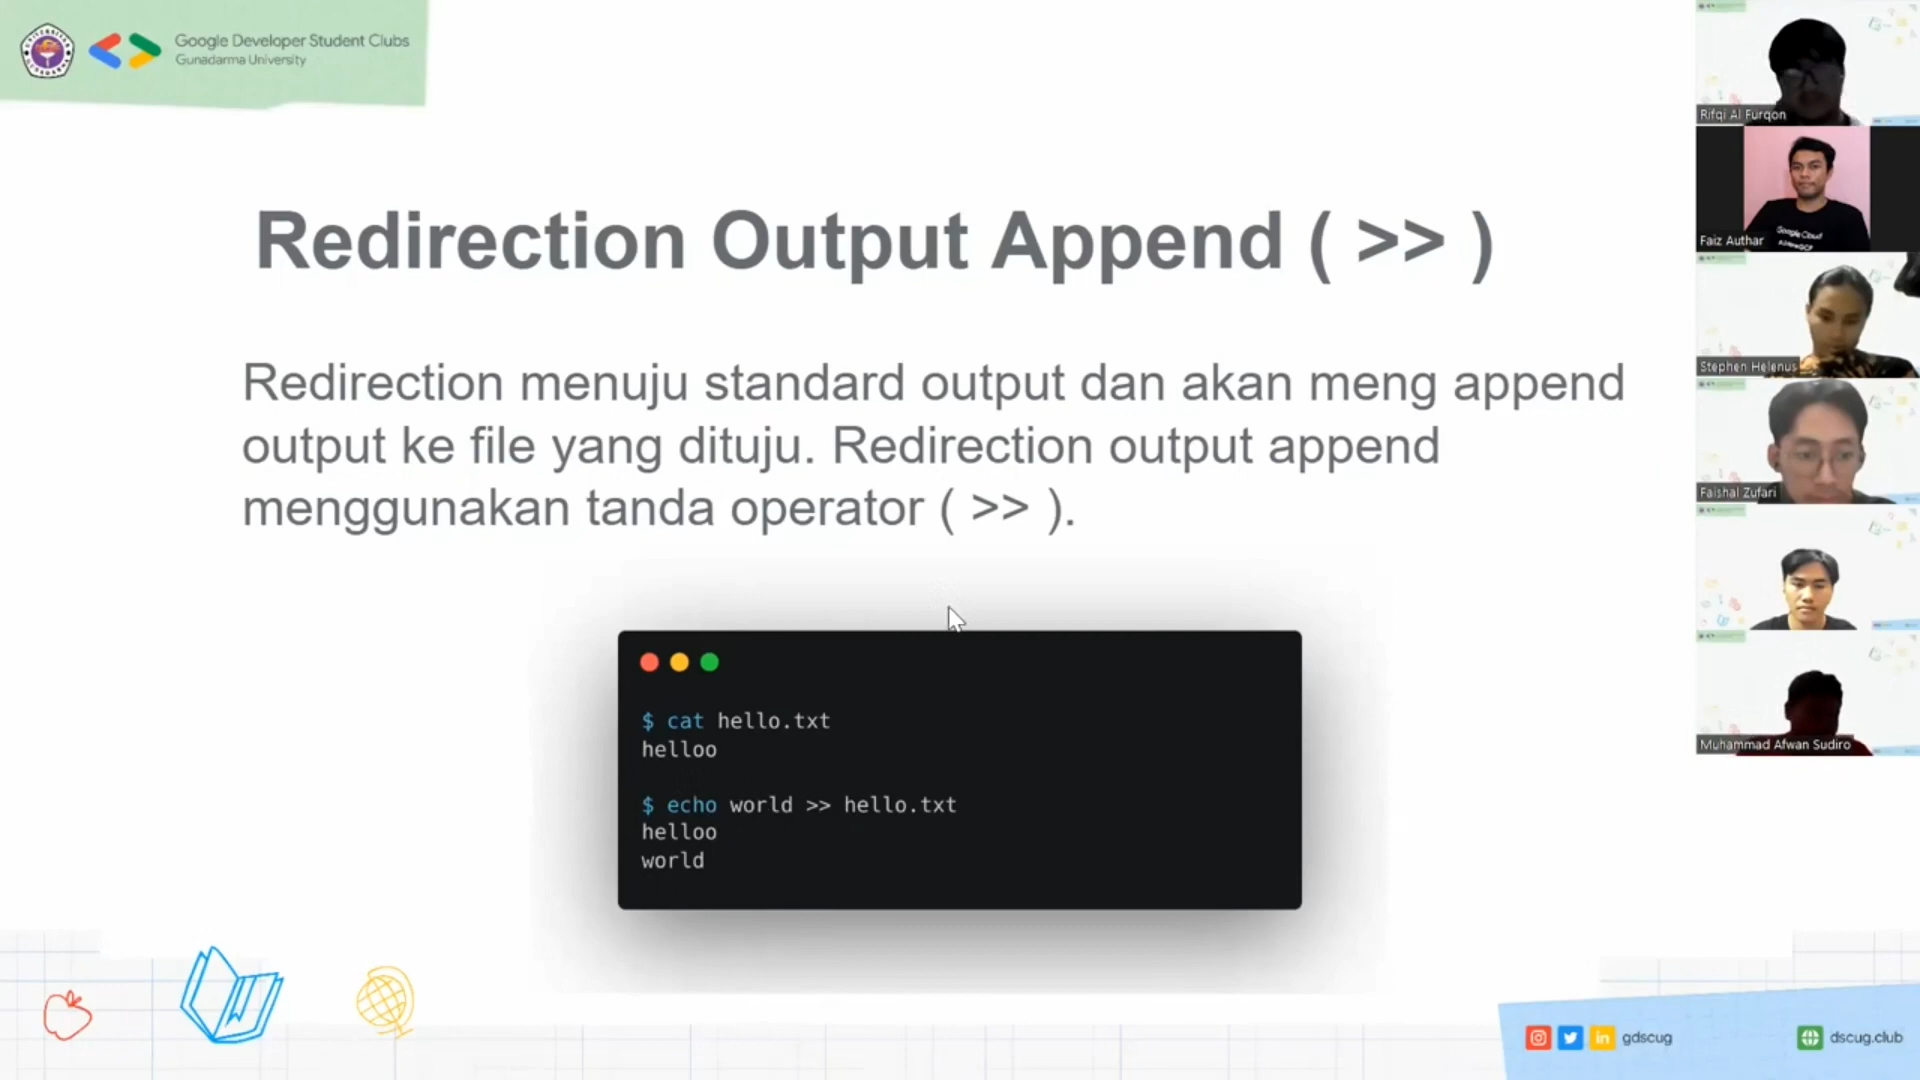 Google Developer Student Clubs
Gunadarma University
Redirection Output Append ( >> )
Redirection menuju standard output dan akan meng append
output ke file yang dituju. Redirection output append
menggunakan tanda operator ( >> ).
$ cat hello.txt
helloo
$ echo world >> hello.txt
helloo
world
gdscug
dscug.club
Rifqi Al Furqon
Faiz Authar
Google Cloud
Stephen Helenus
Faishal Zufari
Muhammad Afwan Sudiro